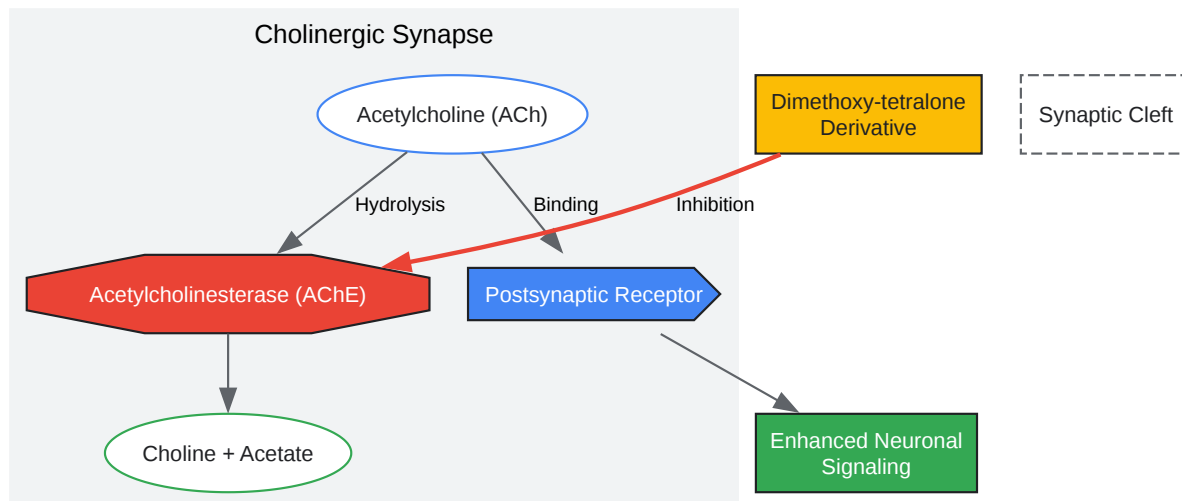 Cholinergic Synapse
Acetylcholine (ACh)
Dimethoxy-tetralone
Derivative
Synaptic Cleft
Hydrolysis
Binding
Inhibition
Acetylcholinesterase (AChE)
Postsynaptic Receptor
Choline + Acetate
Enhanced Neuronal
Signaling